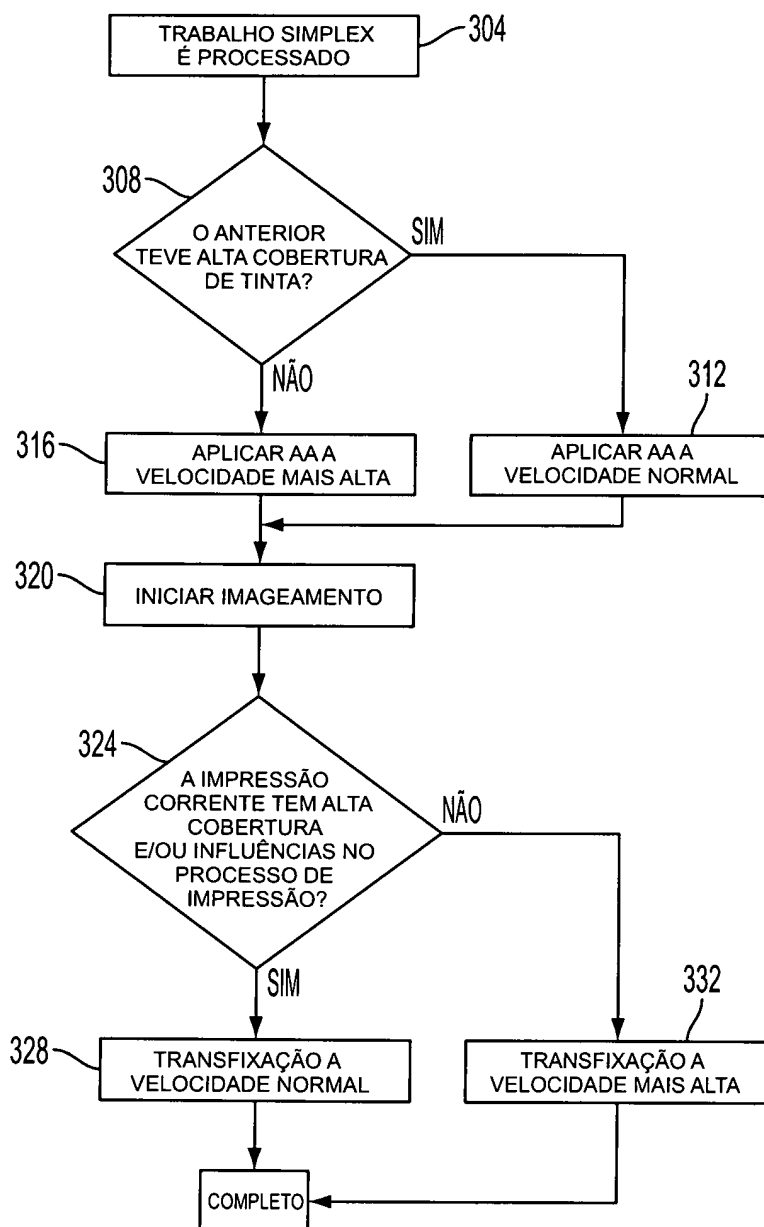 TRABALHO SIMPLEX
É PROCESSADO
304
308
O ANTERIOR
TEVE ALTA COBERTURA
DE TINTA?
SIM
NÃO
312
316
APLICAR AA A
VELOCIDADE MAIS ALTA
APLICAR AA A
VELOCIDADE NORMAL
320
INICIAR IMAGEAMENTO
324
A IMPRESSÃO
CORRENTE TEM ALTA
COBERTURA
E/OU INFLUÊNCIAS NO
PROCESSO DE
IMPRESSÃO?
NÃO
SIM
332
328
TRANSFIXAÇÃO A
VELOCIDADE NORMAL
TRANSFIXAÇÃO A
VELOCIDADE MAIS ALTA
COMPLETO